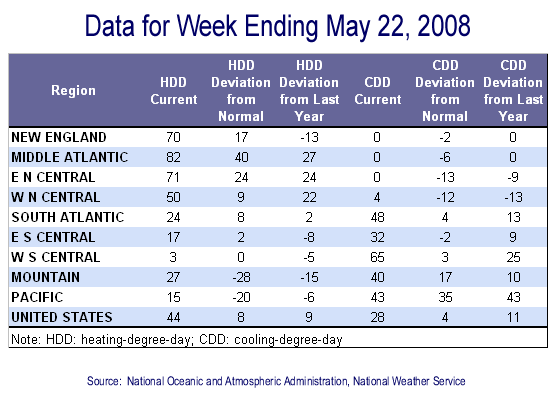 Data for Week Ending May 22, 2008
Region HDD Current HDD Deviation from Normal HDD Deviation from Last Year CDD Current CDD Deviation from Normal CDD Deviation from Last Year
NEW ENGLAND 70 17 -13 0 -2 0
MIDDLE ATLANTIC 82 40 27 0 -6 0
E N CENTRAL 71 24 24 0 -13 -9
W N CENTRAL 50 9 22 4 -12 -13
SOUTH ATLANTIC 24 8 2 48 4 13
E S CENTRAL 17 2 -8 32 -2 9
W S CENTRAL 3 0 -5 65 3 25
MOUNTAIN 27 -28 -15 40 17 10
PACIFIC 15 -20 -6 43 35 43
UNITED STATES 44 8 9 28 4 11
Note: HDD: heating-degree-day; CDD: cooling-degree-day
Source: National Oceanic and Atmospheric Administration, National Weather Service